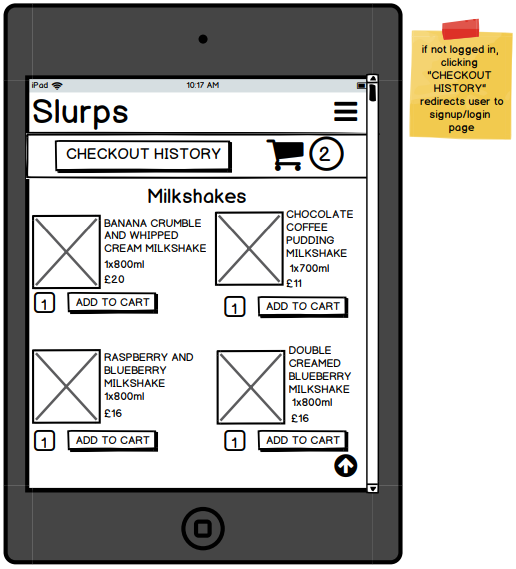 iPad
10:17 AM
Slurps
CHECKOUT HISTORY
2
Milkshakes
BANANA CRUMBLE
AND WHIPPED
CREAM MILKSHAKE
1x800ml
£20
1
ADD TO CART
CHOCOLATE
COFFEE
PUDDING
MILKSHAKE
1x700ml
£11
1
ADD TO CART
RASPBERRY AND
BLUEBERRY
MILKSHAKE
1x800ml
£16
1
ADD TO CART
DOUBLE
CREAMED
BLUEBERRY
MILKSHAKE
1x800ml
£16
1
ADD TO CART
if not logged in,
clicking
"CHECKOUT
HISTORY"
redirects user to
signup/login
page